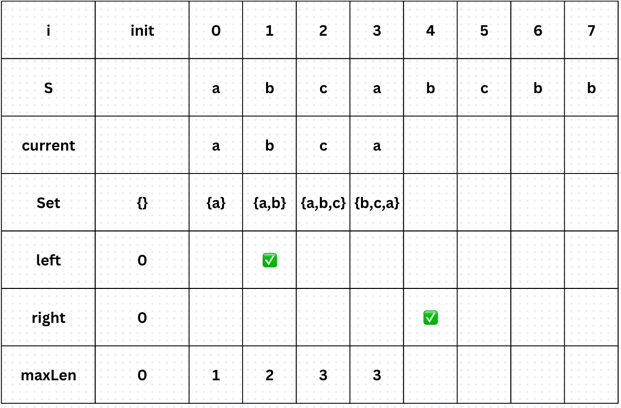 i init 0 1 2 3 4 5 6 7
S a b c a b c b b
current a b c a
Set {} {a} {a,b} {a,b,c} {b,c,a}
left 0 ✅
right 0 ✅
maxLen 0 1 2 3 3